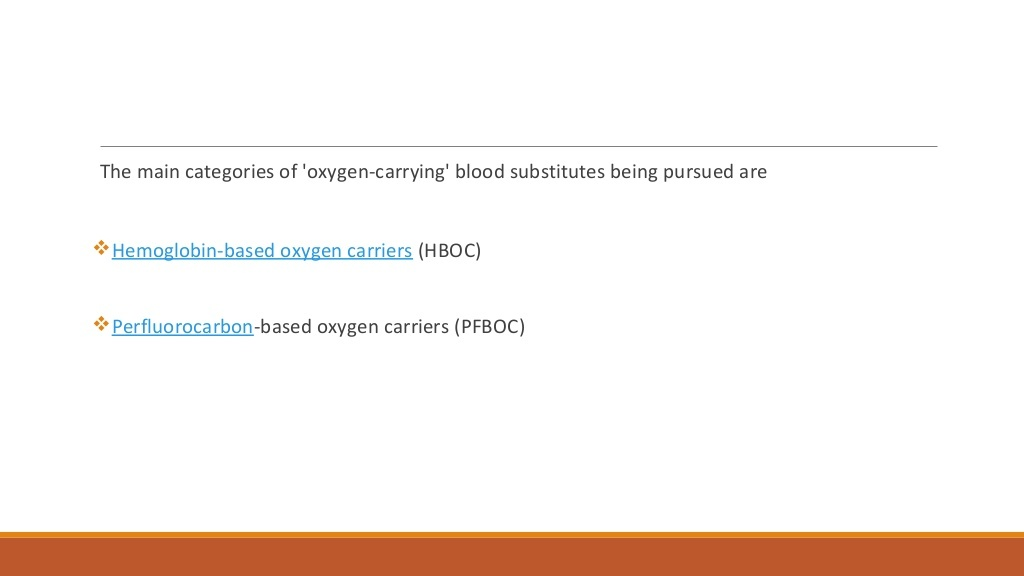 The main categories of 'oxygen-carrying' blood substitutes being pursued are
❖Hemoglobin-based oxygen carriers (HBOC)
❖Perfluorocarbon-based oxygen carriers (PFBOC)